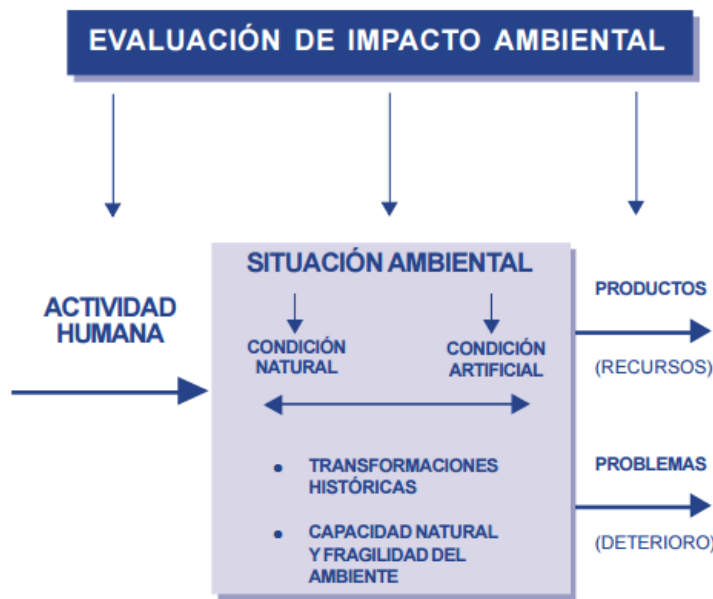 EVALUACIÓN DE IMPACTO AMBIENTAL
ACTIVIDAD
HUMANA
SITUACIÓN AMBIENTAL
CONDICIÓN
NATURAL
CONDICIÓN
ARTIFICIAL
• TRANSFORMACIONES
HISTÓRICAS
• CAPACIDAD NATURAL
Y FRAGILIDAD DEL
AMBIENTE
PRODUCTOS
(RECURSOS)
PROBLEMAS
(DETERIORO)